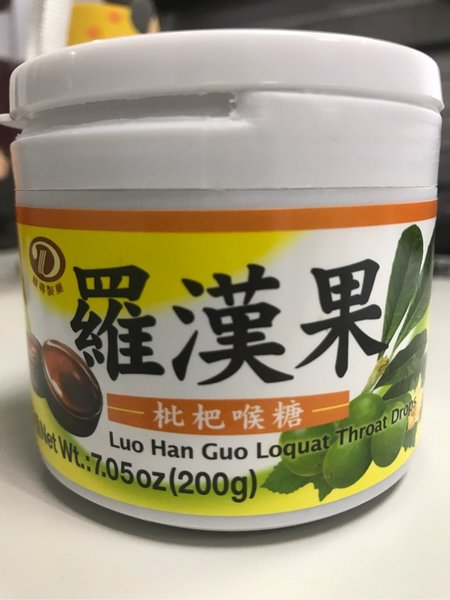 羅漢果
枇杷喉糖
Luo Han Guo Loquat Throat Drops
Net Wt.:7.05oz(200g)